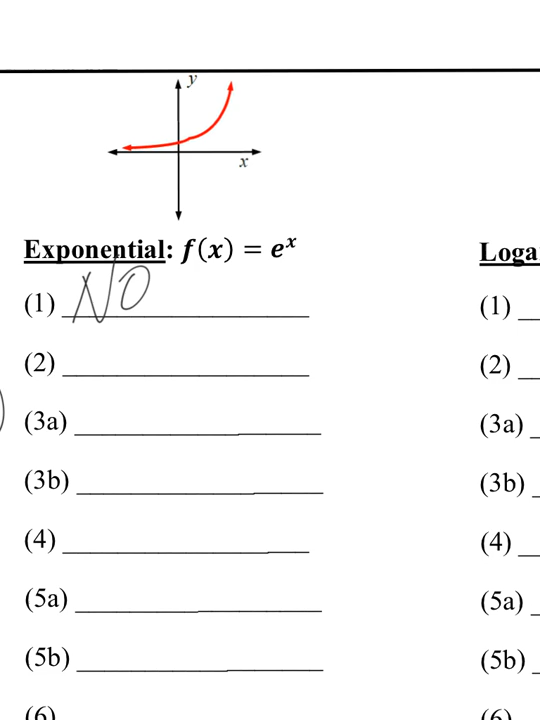 y
x
Exponential: f(x) = eˣ
Loga
(1) NO
(1)
(2)
(2)
(3a)
(3a)
(3b)
(3b)
(4)
(4)
(5a)
(5a)
(5b)
(5b)
(6)
(6)